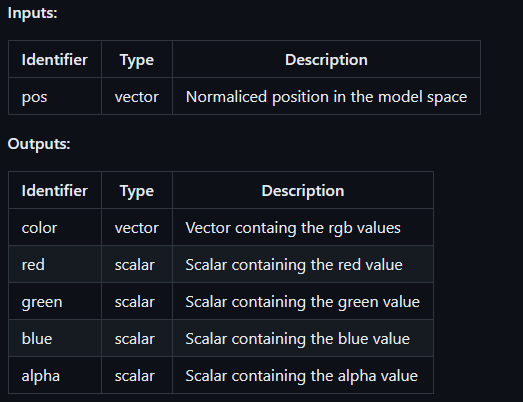 Inputs:
Identifier Type Description
pos vector Normaliced position in the model space
Outputs:
Identifier Type Description
color vector Vector containg the rgb values
red scalar Scalar containing the red value
green scalar Scalar containing the green value
blue scalar Scalar containing the blue value
alpha scalar Scalar containing the alpha value